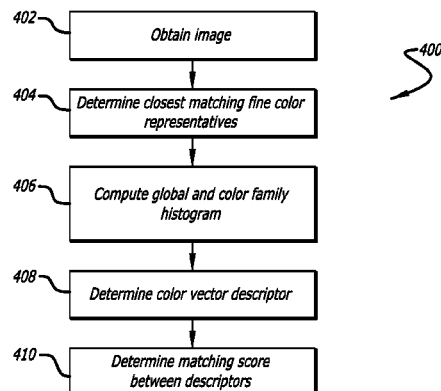 402
Obtain image
400
404
Determine closest matching fine color
representatives
406
Compute global and color family
histogram
408
Determine color vector descriptor
410
Determine matching score
between descriptors